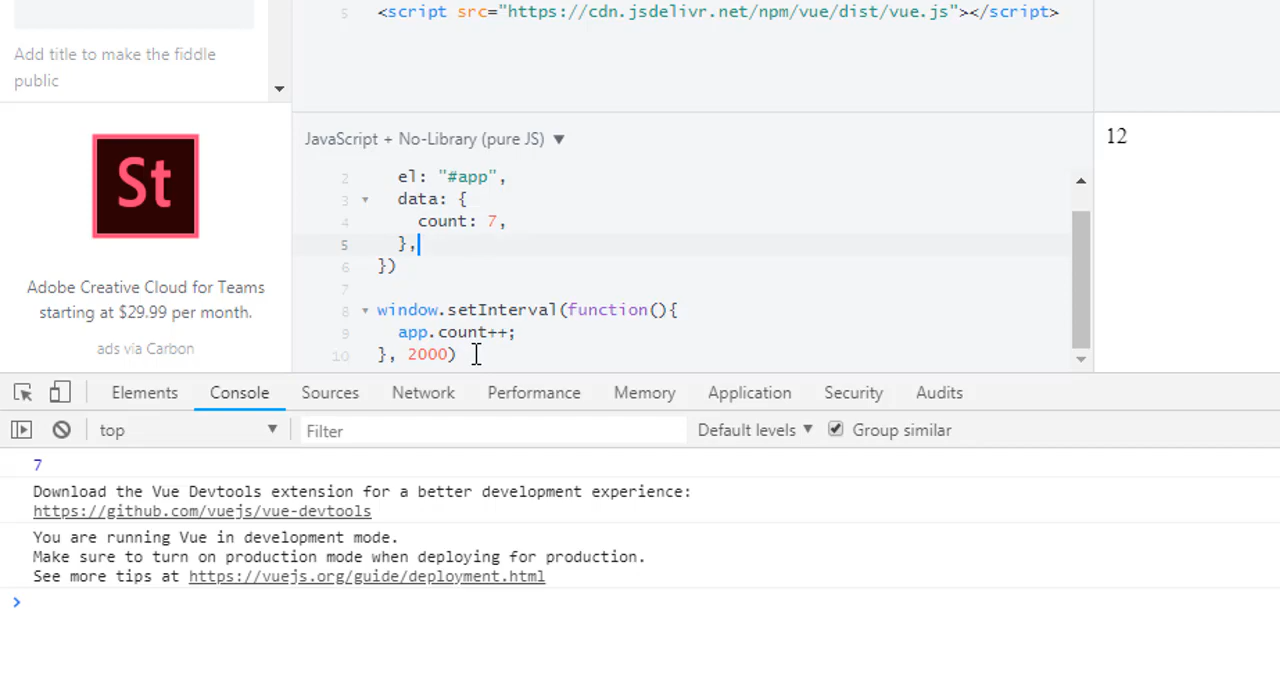 5 <script src="https://cdn.jsdelivr.net/npm/vue/dist/vue.js"></script>
Add title to make the fiddle
public
St
Adobe Creative Cloud for Teams
starting at $29.99 per month.
ads via Carbon
JavaScript + No-Library (pure JS) ▼
2 el: "#app",
3 data: {
4 count: 7,
5 },
6 })
7
8 window.setInterval(function(){
9 app.count++;
10 }, 2000)
12
Elements Console Sources Network Performance Memory Application Security Audits
top Filter Default levels Group similar
7
Download the Vue Devtools extension for a better development experience:
https://github.com/vuejs/vue-devtools
You are running Vue in development mode.
Make sure to turn on production mode when deploying for production.
See more tips at https://vuejs.org/guide/deployment.html
>